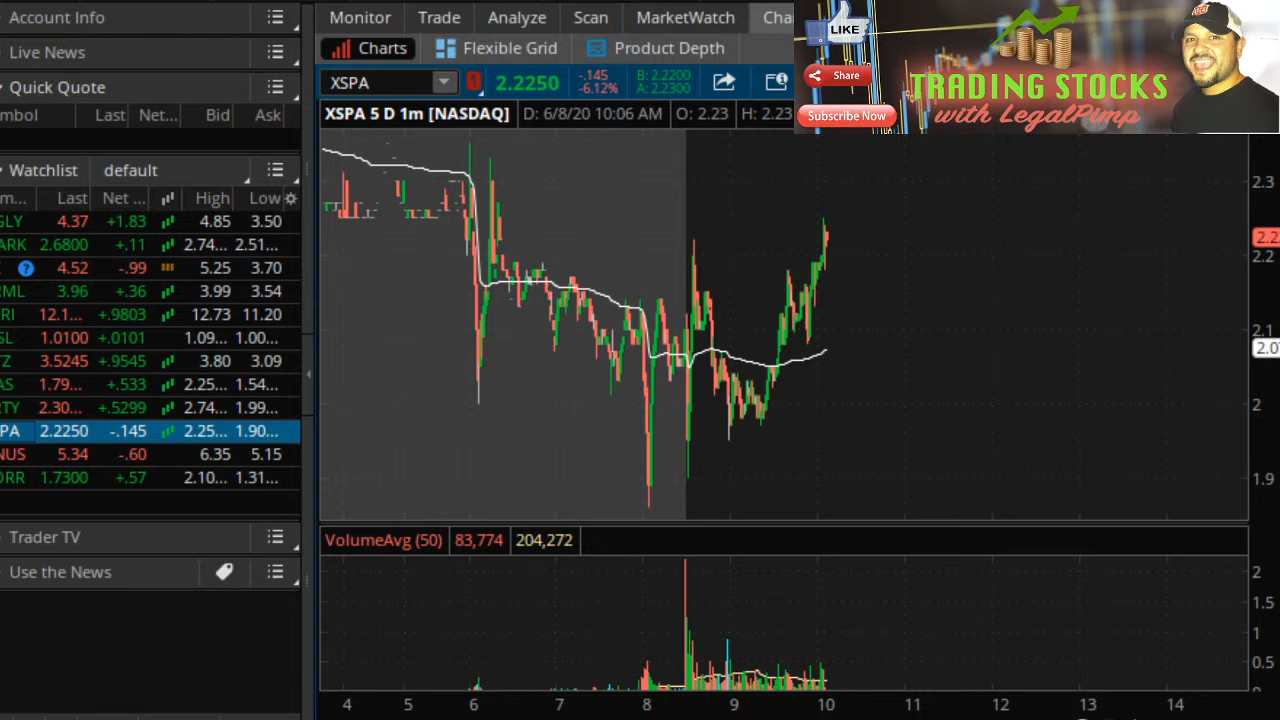 Account Info
Live News
Quick Quote
mbol Last Net... Bid Ask
Watchlist default
m... Last Net ... High Low
GLY 4.37 +1.83 4.85 3.50
ARK 2.6800 +.11 2.74... 2.51...
4.52 -.99 5.25 3.70
RML 3.96 +.36 3.99 3.54
RI 12.1... +.9803 12.73 11.20
SL 1.0100 +.0101 1.09... 1.00...
TZ 3.5245 +.9545 3.80 3.09
AS 1.79... +.533 2.25... 1.54...
RTY 2.30... +.5299 2.74... 1.99...
PA 2.2250 -.145 2.25... 1.90...
NUS 5.34 -.60 6.35 5.15
ORR 1.7300 +.57 2.10... 1.31...
Trader TV
Use the News
Monitor Trade Analyze Scan MarketWatch Cha
Charts Flexible Grid Product Depth
XSPA 1 2.2250 -.145 -6.12% B: 2.2200 A: 2.2300
XSPA 5 D 1m [NASDAQ] D: 6/8/20 10:06 AM O: 2.23 H: 2.23
LIKE
Share
Subscribe Now
TRADING STOCKS
with LegalPimp
2.3
2.2
2.2
2.1
2.0
2
1.9
VolumeAvg (50) 83,774 204,272
2
1.5
1
0.5
0
4 5 6 7 8 9 10 11 12 13 14